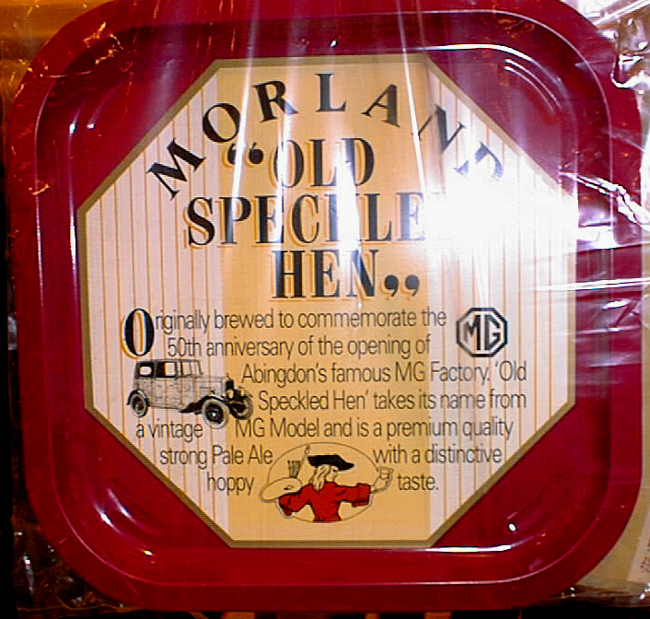 MORLAND
“OLD
SPECKLE
HEN„
Originally brewed to commemorate the
50th anniversary of the opening of
MG
Abingdon's famous MG Factory, 'Old
Speckled Hen' takes its name from
a vintage MG Model and is a premium quality
strong Pale Ale with a distinctive
hoppy taste.